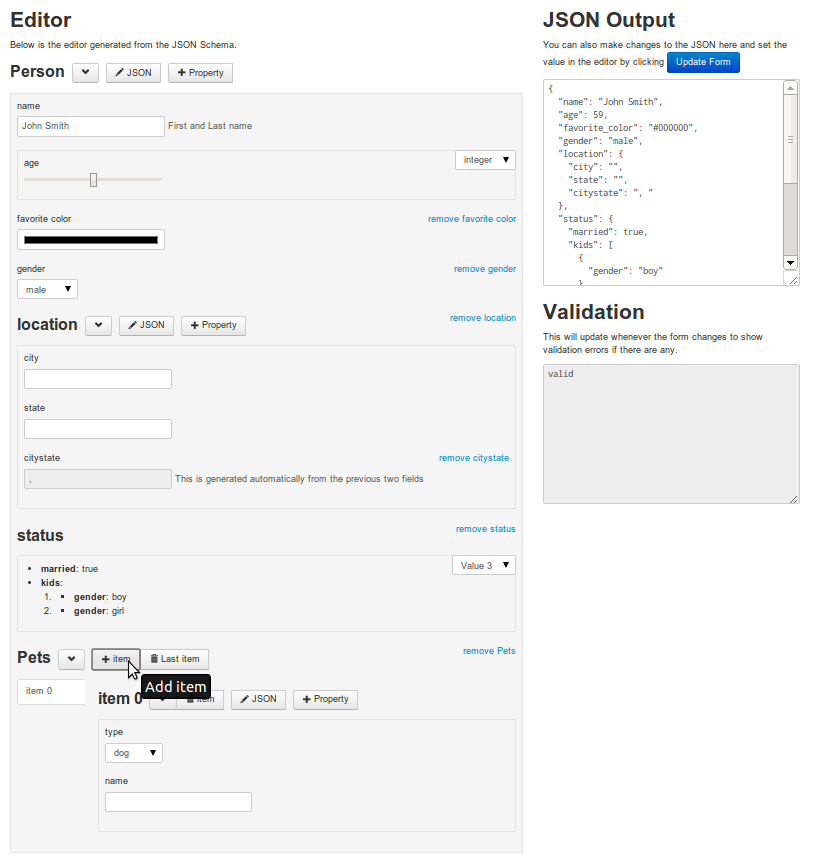 Editor
Below is the editor generated from the JSON Schema.
Person JSON Property
name
John Smith First and Last name
age integer
favorite color remove favorite color
gender remove gender
male
location JSON Property remove location
city
state
citystate remove citystate
, This is generated automatically from the previous two fields
status remove status
married: true Value 3
kids:
1. gender: boy
2. gender: girl
Pets item Last item remove Pets
Add item
item 0 item 0 item JSON Property
type
dog
name
JSON Output
You can also make changes to the JSON here and set
the value in the editor by clicking Update Form
{
"name": "John Smith",
"age": 59,
"favorite_color": "#000000",
"gender": "male",
"location": {
"city": "",
"state": "",
"citystate": ", "
},
"status": {
"married": true,
"kids": [
{
"gender": "boy"
}
Validation
This will update whenever the form changes to show
validation errors if there are any.
valid